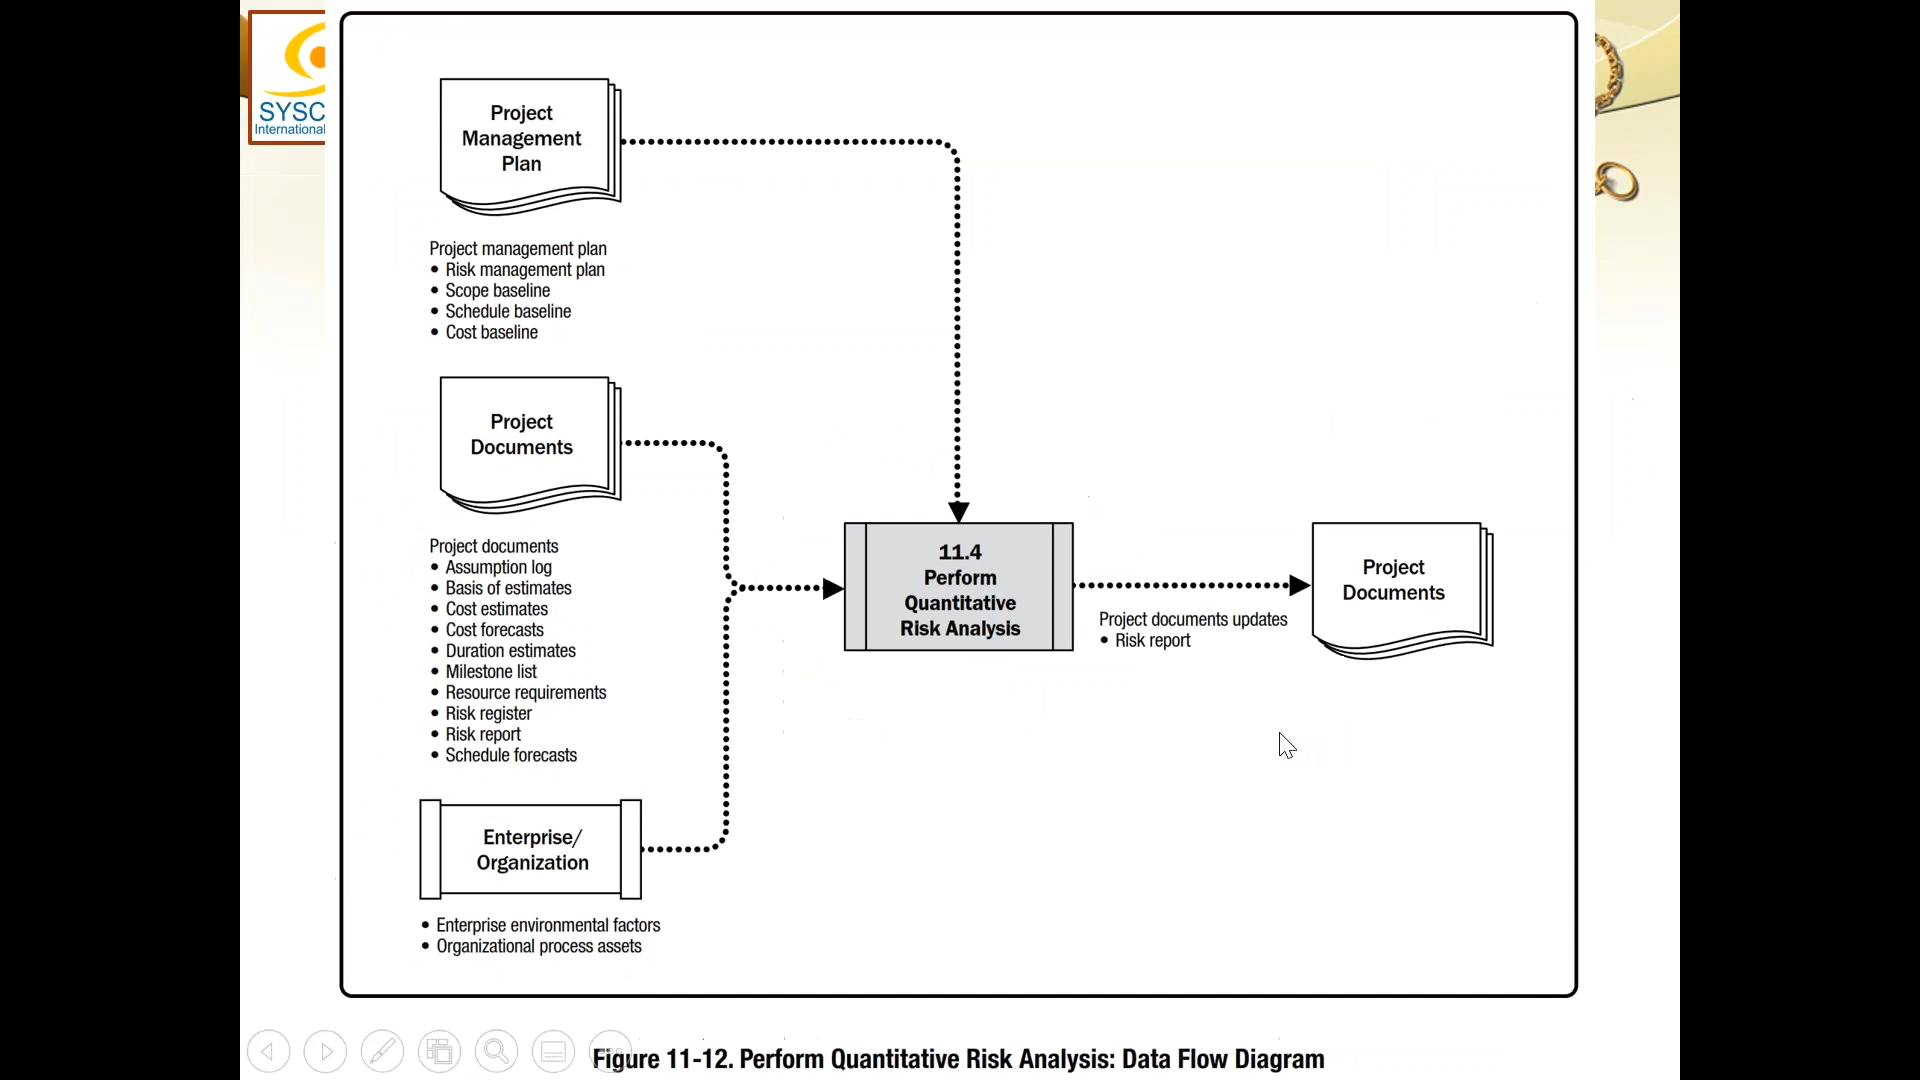 SYSC
International
Project
Management
Plan
Project management plan
• Risk management plan
• Scope baseline
• Schedule baseline
• Cost baseline
Project
Documents
Project documents
• Assumption log
• Basis of estimates
• Cost estimates
• Cost forecasts
• Duration estimates
• Milestone list
• Resource requirements
• Risk register
• Risk report
• Schedule forecasts
Enterprise/
Organization
• Enterprise environmental factors
• Organizational process assets
11.4
Perform
Quantitative
Risk Analysis
Project documents updates
• Risk report
Project
Documents
Figure 11-12. Perform Quantitative Risk Analysis: Data Flow Diagram